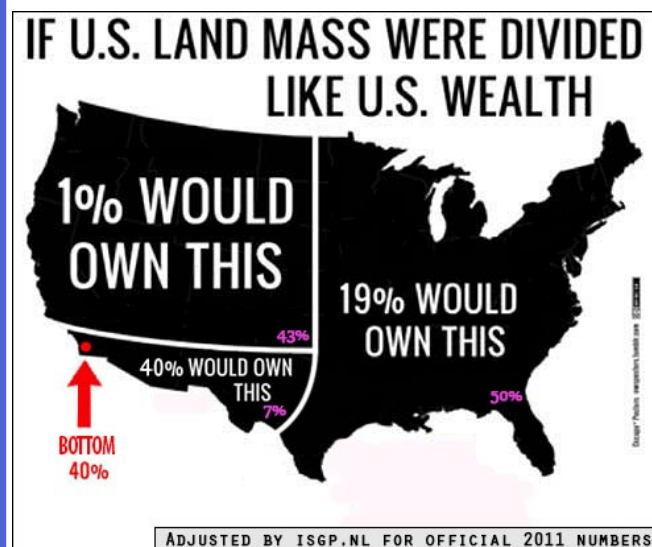 IF U.S. LAND MASS WERE DIVIDED
LIKE U.S. WEALTH
1% WOULD
OWN THIS
43%
19% WOULD
OWN THIS
50%
40% WOULD OWN
THIS
7%
BOTTOM
40%
ADJUSTED BY ISGP.NL FOR OFFICIAL 2011 NUMBERS